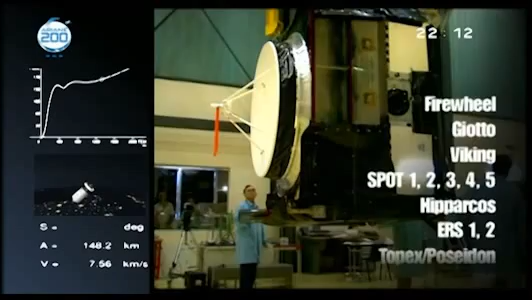 ARIANE
200
22 12
Firewheel
Giotto
Viking
SPOT 1, 2, 3, 4, 5
Hipparcos
ERS 1, 2
Topex/Poseidon
S = deg
A = 148.2 km
V = 7.56 km/s